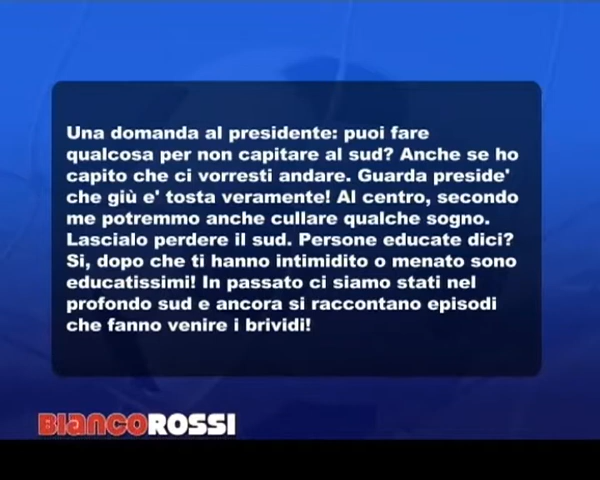 Una domanda al presidente: puoi fare
qualcosa per non capitare al sud? Anche se ho
capito che ci vorresti andare. Guarda preside'
che giù e' tosta veramente! Al centro, secondo
me potremmo anche cullare qualche sogno.
Lascialo perdere il sud. Persone educate dici?
Si, dopo che ti hanno intimidito o menato sono
educatissimi! In passato ci siamo stati nel
profondo sud e ancora si raccontano episodi
che fanno venire i brividi!
BIANCOROSSI